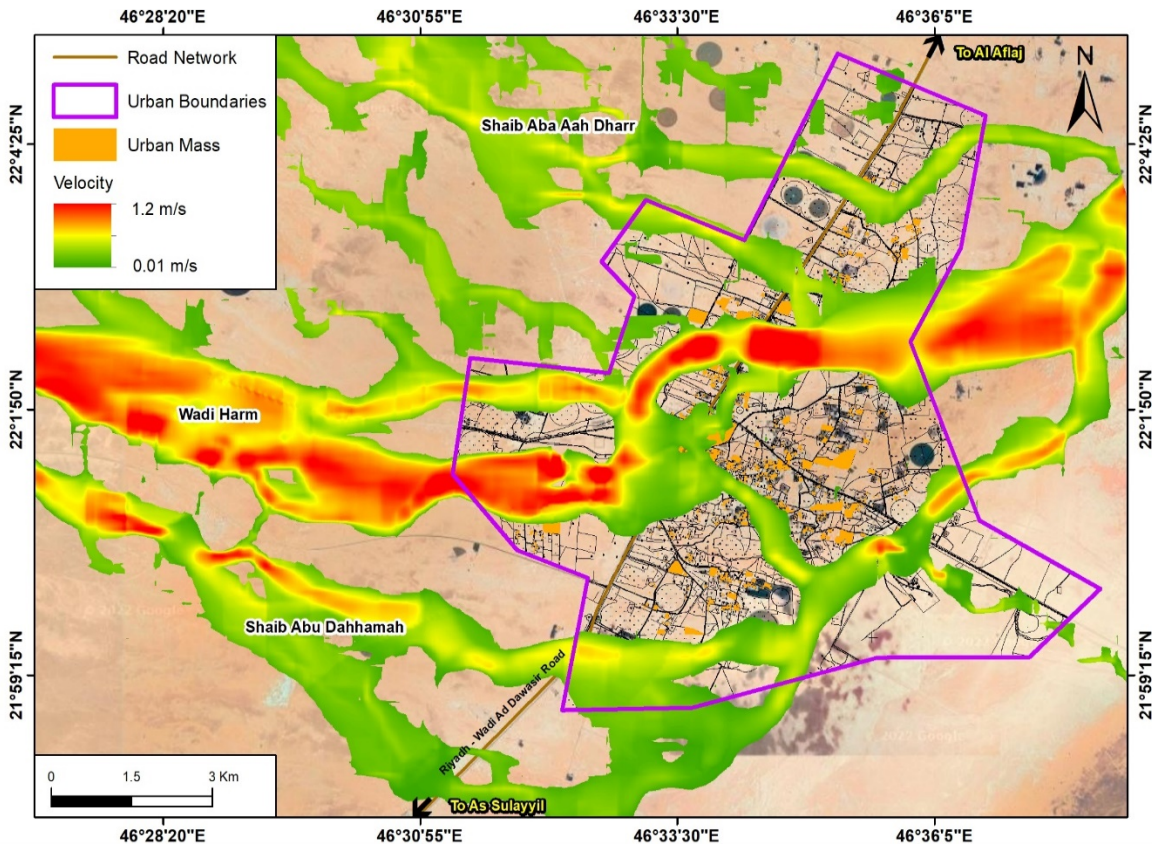 46°28'20"E
46°30'55"E
46°33'30"E
46°36'5"E
Road Network
Urban Boundaries
Urban Mass
Velocity
1.2 m/s
0.01 m/s
To Al Aflaj
N
Shaib Aba Aah Dharr
22°4'25"N
22°4'25"N
22°1'50"N
22°1'50"N
Wadi Harm
© 2022 Google
Shaib Abu Dahhamah
21°59'15"N
21°59'15"N
Riyadh - Wadi Ad Dawasir Road
© 2022 Google
0
1.5
3 Km
To As Sulayyil
46°28'20"E
46°30'55"E
46°33'30"E
46°36'5"E